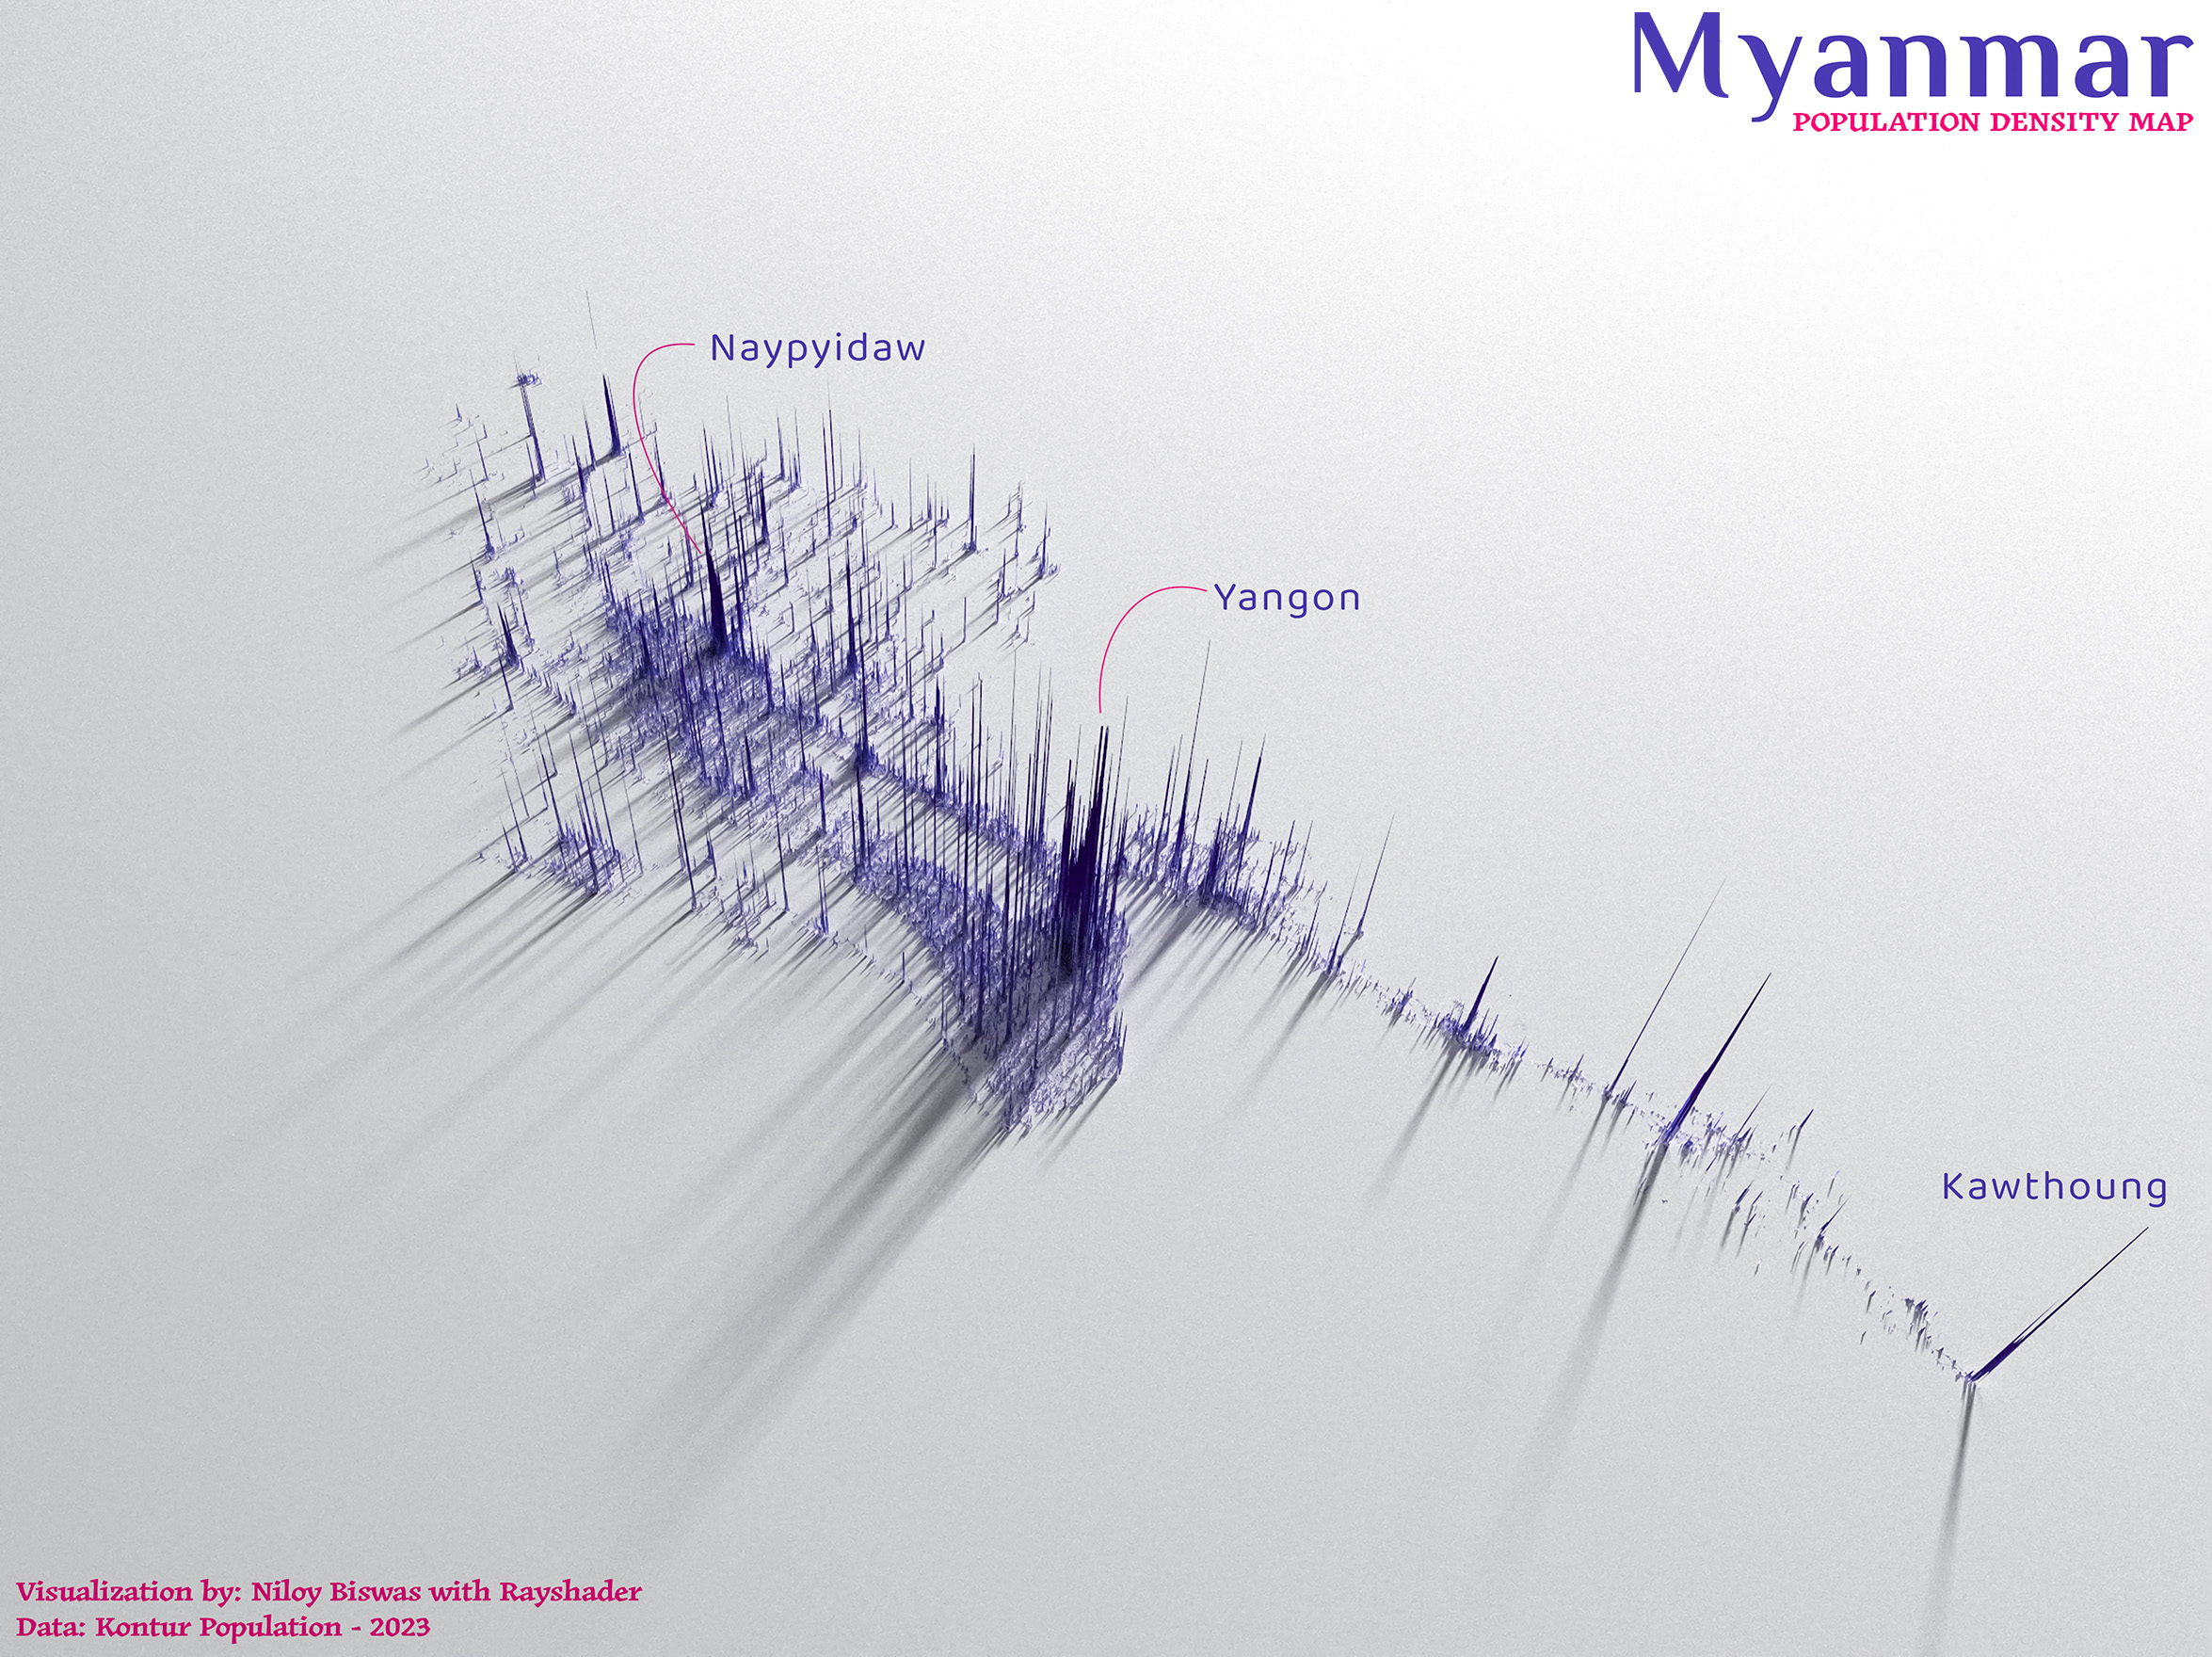 Myanmar
POPULATION DENSITY MAP
Naypyidaw
Yangon
Kawthoung
Visualization by: Niloy Biswas with Rayshader
Data: Kontur Population - 2023